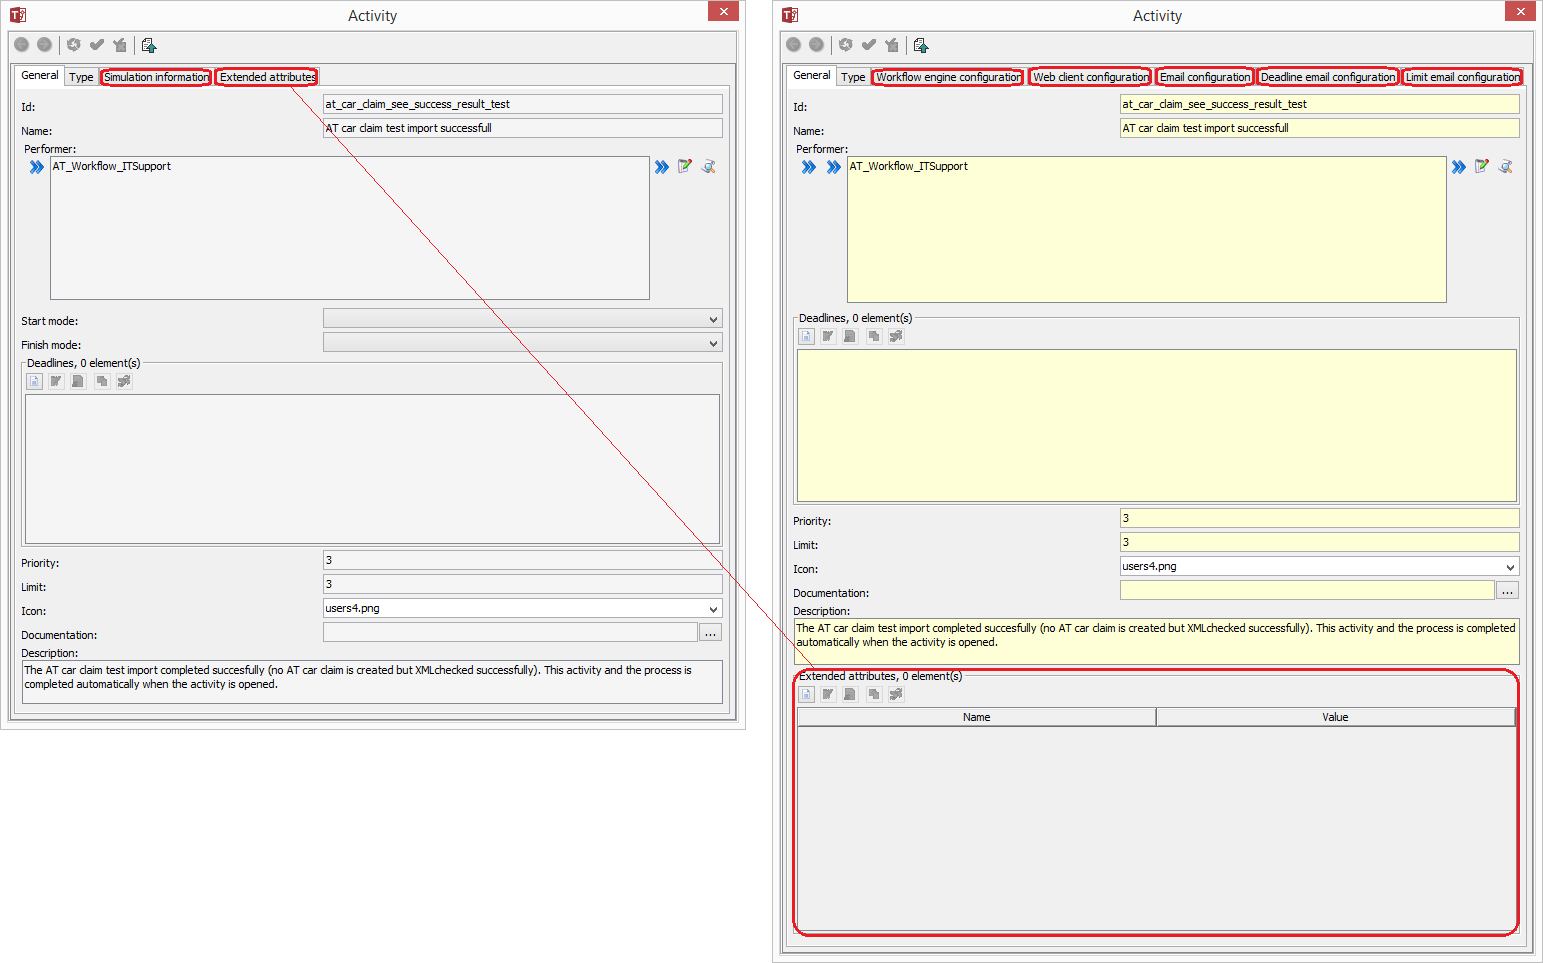 Activity
General Type Simulation information Extended attributes
Id: at_car_claim_see_success_result_test
Name: AT car claim test import successfull
Performer:
AT_Workflow_ITSupport
Start mode:
Finish mode:
Deadlines, 0 element(s)
Priority: 3
Limit: 3
Icon: users4.png
Documentation: ...
Description:
The AT car claim test import completed succesfully (no AT car claim is created but XMLchecked successfully). This activity and the process is
completed automatically when the activity is opened.
Activity
General Type Workflow engine configuration Web client configuration Email configuration Deadline email configuration Limit email configuration
Id: at_car_claim_see_success_result_test
Name: AT car claim test import successfull
Performer:
AT_Workflow_ITSupport
Deadlines, 0 element(s)
Priority: 3
Limit: 3
Icon: users4.png
Documentation: ...
Description:
The AT car claim test import completed succesfully (no AT car claim is created but XMLchecked successfully). This activity and the process is completed
automatically when the activity is opened.
Extended attributes, 0 element(s)
Name Value